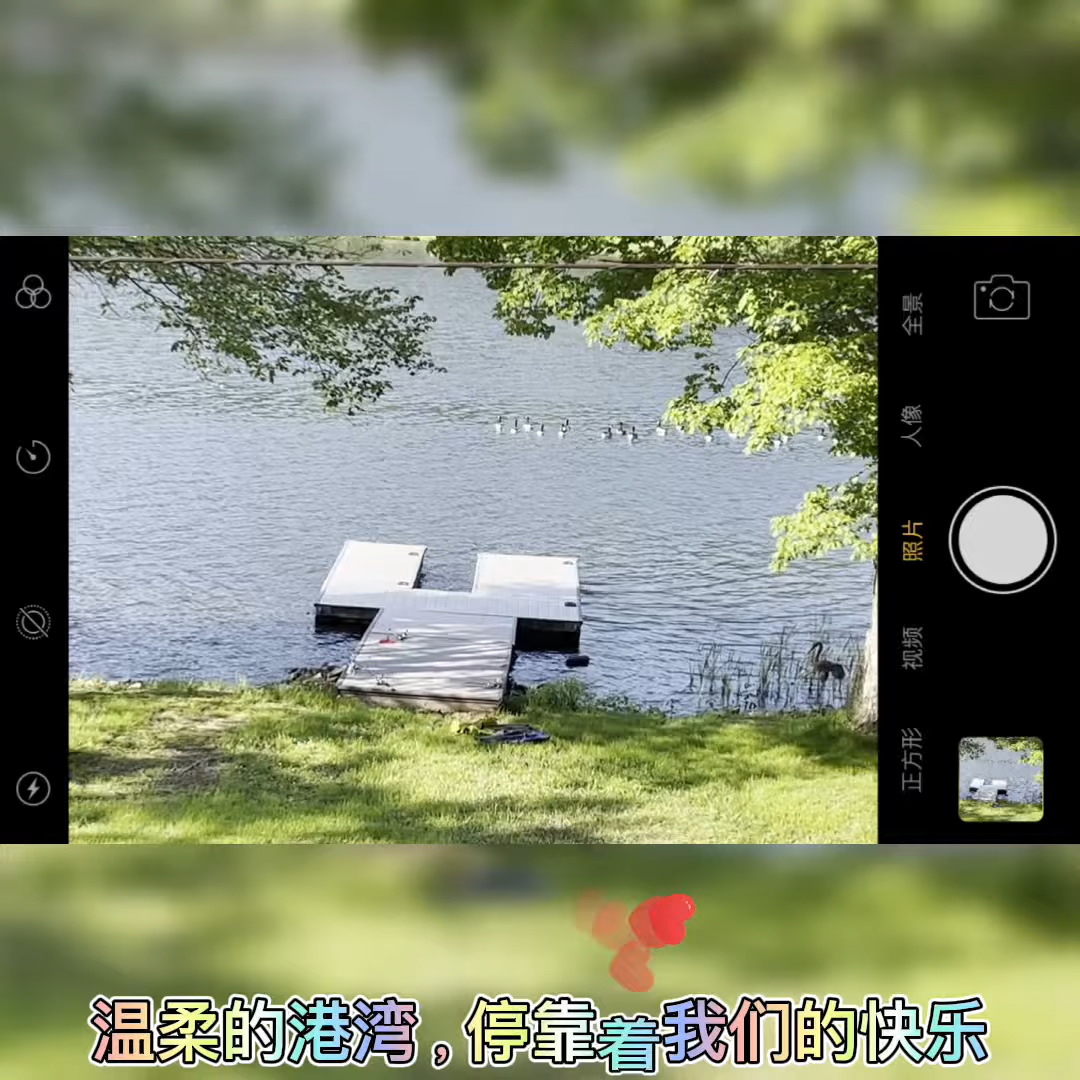 全景
人像
照片
视频
正方形
温柔的港湾,停靠着我们的快乐